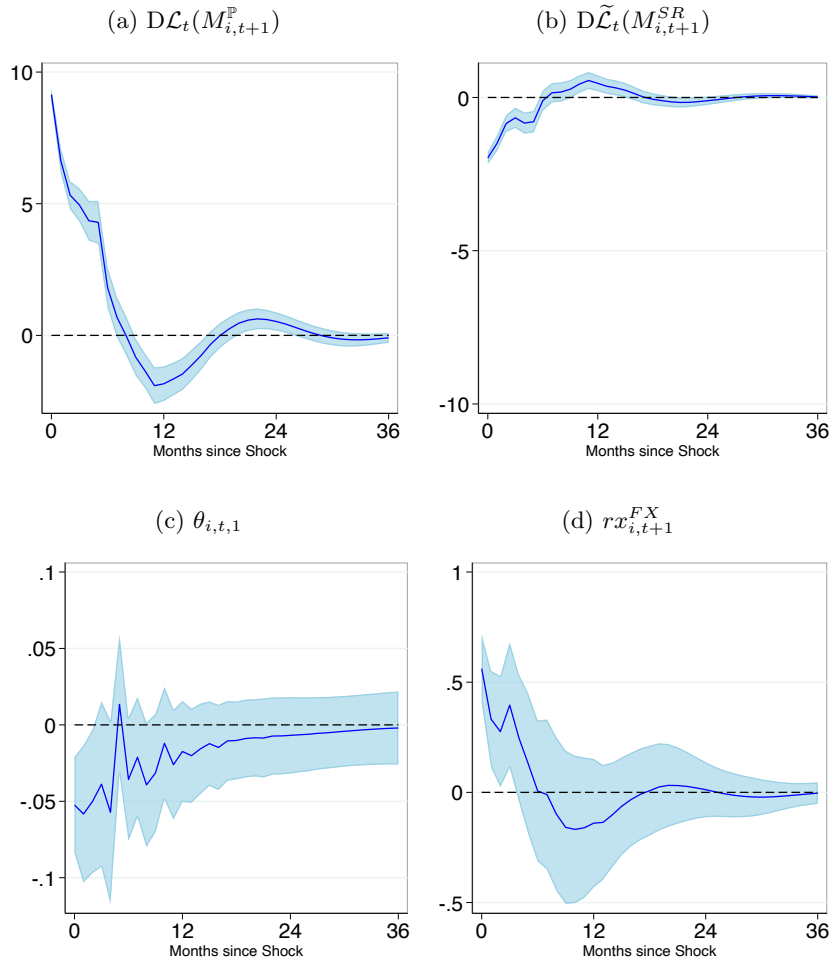 (a) D𝓛_t(M^ℙ_{i,t+1})
10
5
0
0 12 24 36
Months since Shock
(b) D𝓛̃_t(M^{SR}_{i,t+1})
0
-5
-10
0 12 24 36
Months since Shock
(c) θ_{i,t,1}
.1
.05
0
-.05
-.1
0 12 24 36
Months since Shock
(d) rx^{FX}_{i,t+1}
1
.5
0
-.5
0 12 24 36
Months since Shock